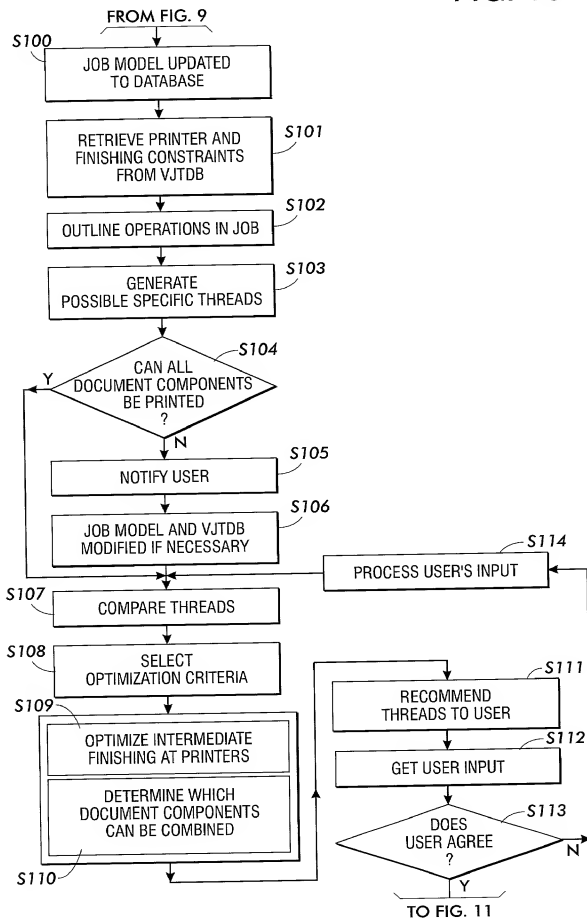 FROM FIG. 9
S100
JOB MODEL UPDATED
TO DATABASE
S101
RETRIEVE PRINTER AND
FINISHING CONSTRAINTS
FROM VJTDB
S102
OUTLINE OPERATIONS IN JOB
S103
GENERATE
POSSIBLE SPECIFIC THREADS
S104
CAN ALL
DOCUMENT COMPONENTS
BE PRINTED
?
Y
N
S105
NOTIFY USER
S106
JOB MODEL AND VJTDB
MODIFIED IF NECESSARY
S114
PROCESS USER'S INPUT
S107
COMPARE THREADS
S108
SELECT
OPTIMIZATION CRITERIA
S109
OPTIMIZE INTERMEDIATE
FINISHING AT PRINTERS
DETERMINE WHICH
DOCUMENT COMPONENTS
CAN BE COMBINED
S110
S111
RECOMMEND
THREADS TO USER
S112
GET USER INPUT
S113
DOES
USER AGREE
?
N
Y
TO FIG. 11